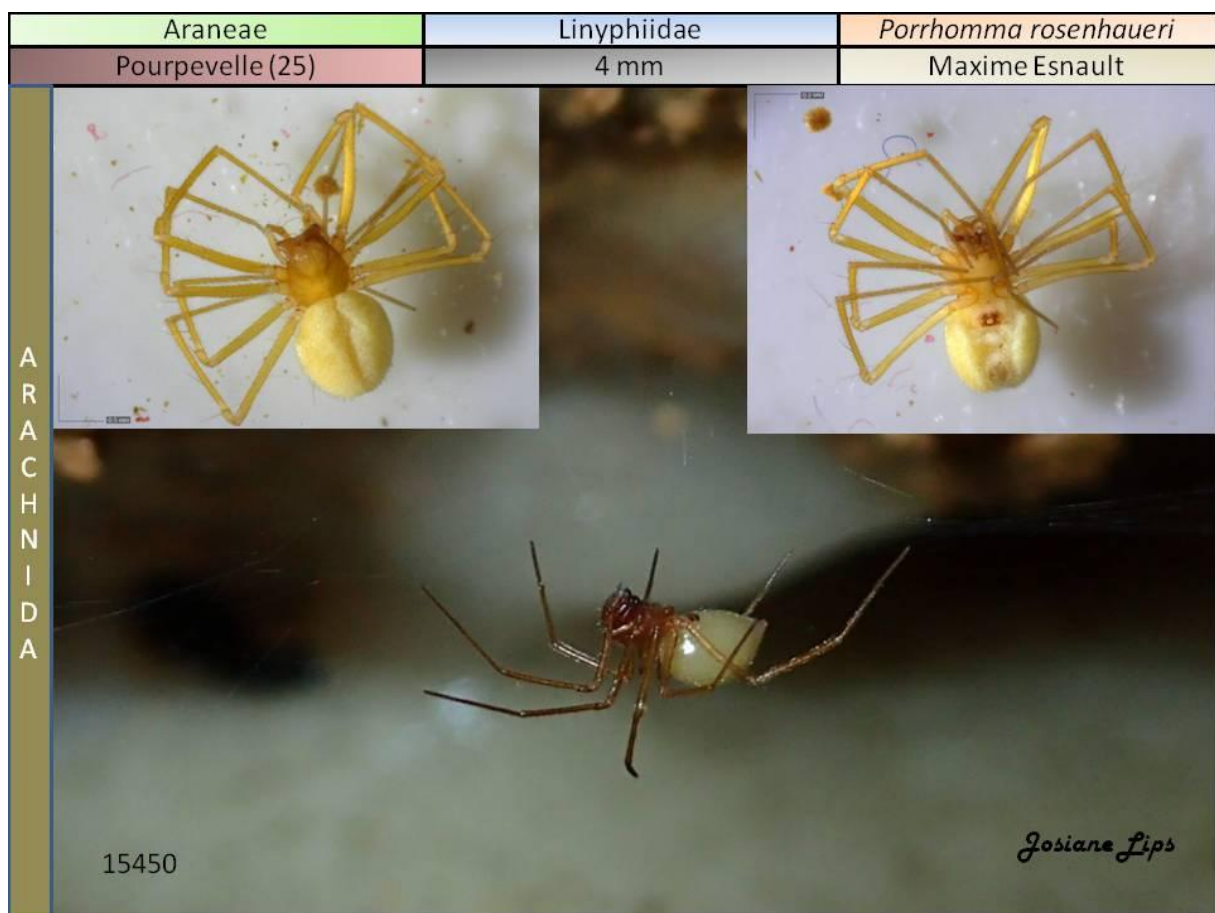 Araneae Linyphiidae Porrhomma rosenhaueri
Pourpevelle (25) 4 mm Maxime Esnault
ARACHNIDA
15450
Josiane Lips